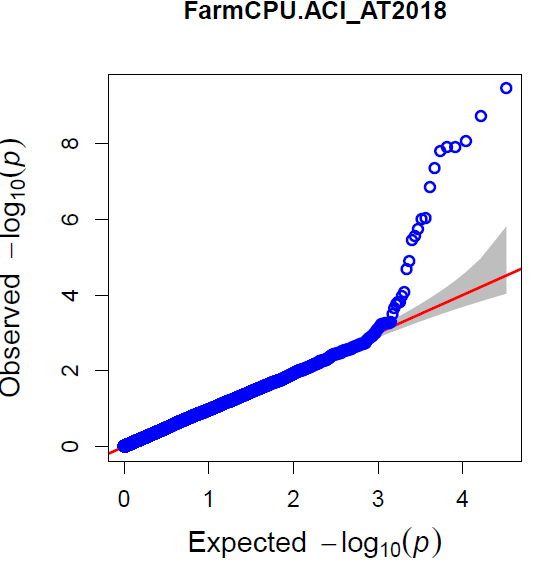 FarmCPU.ACI_AT2018
Observed −log10(p)
8
6
4
2
0
0 1 2 3 4
Expected −log10(p)